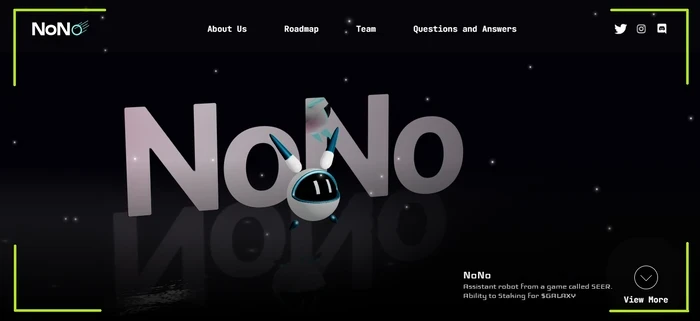 NoNo
About Us
Roadmap
Team
Questions and Answers
NoNo
NoNo
Assistant robot from a game called SEER.
Ability to Staking for $GALAXY
View More